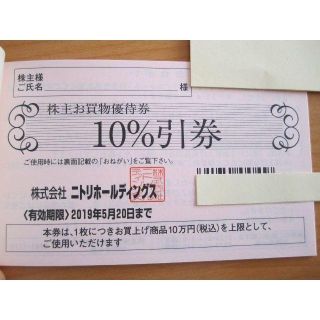 株主様
ご氏名 様
株主お買物優待券
10%引券
ご使用時には裏面記載の「おねがい」をご覧下さい。
株式会社 ニトリホールディングス
〈有効期限〉2019年5月20日まで
本券は、1枚につきお買上げ商品10万円(税込)を上限として、
ご使用いただけます